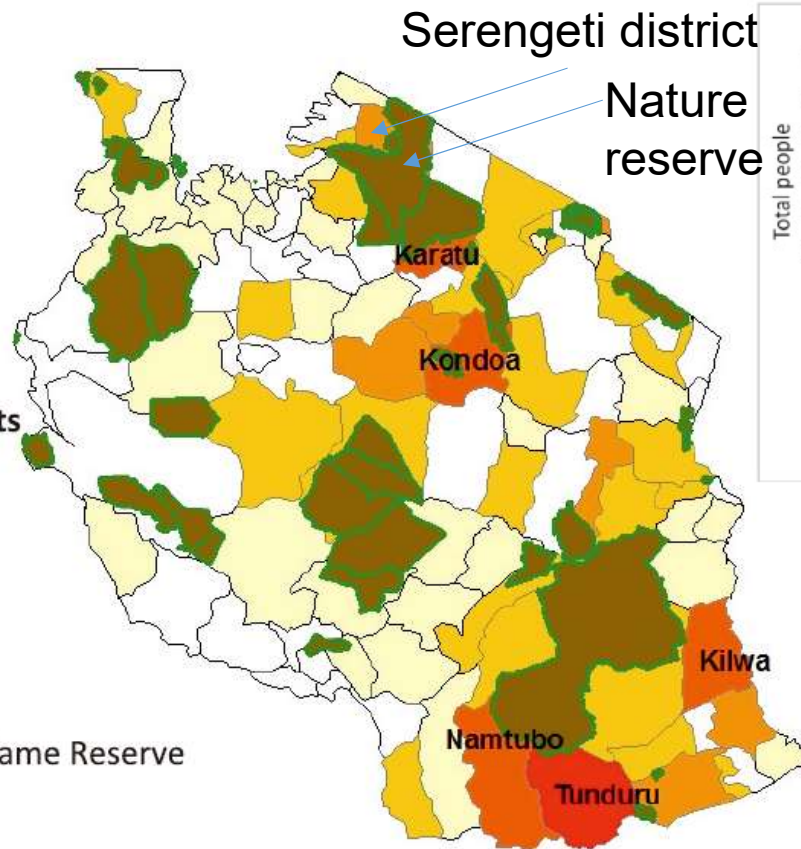 Serengeti district
Nature
reserve
Total people
Karatu
Kondoa
ts
Kilwa
Namtubo
ame Reserve
Tunduru